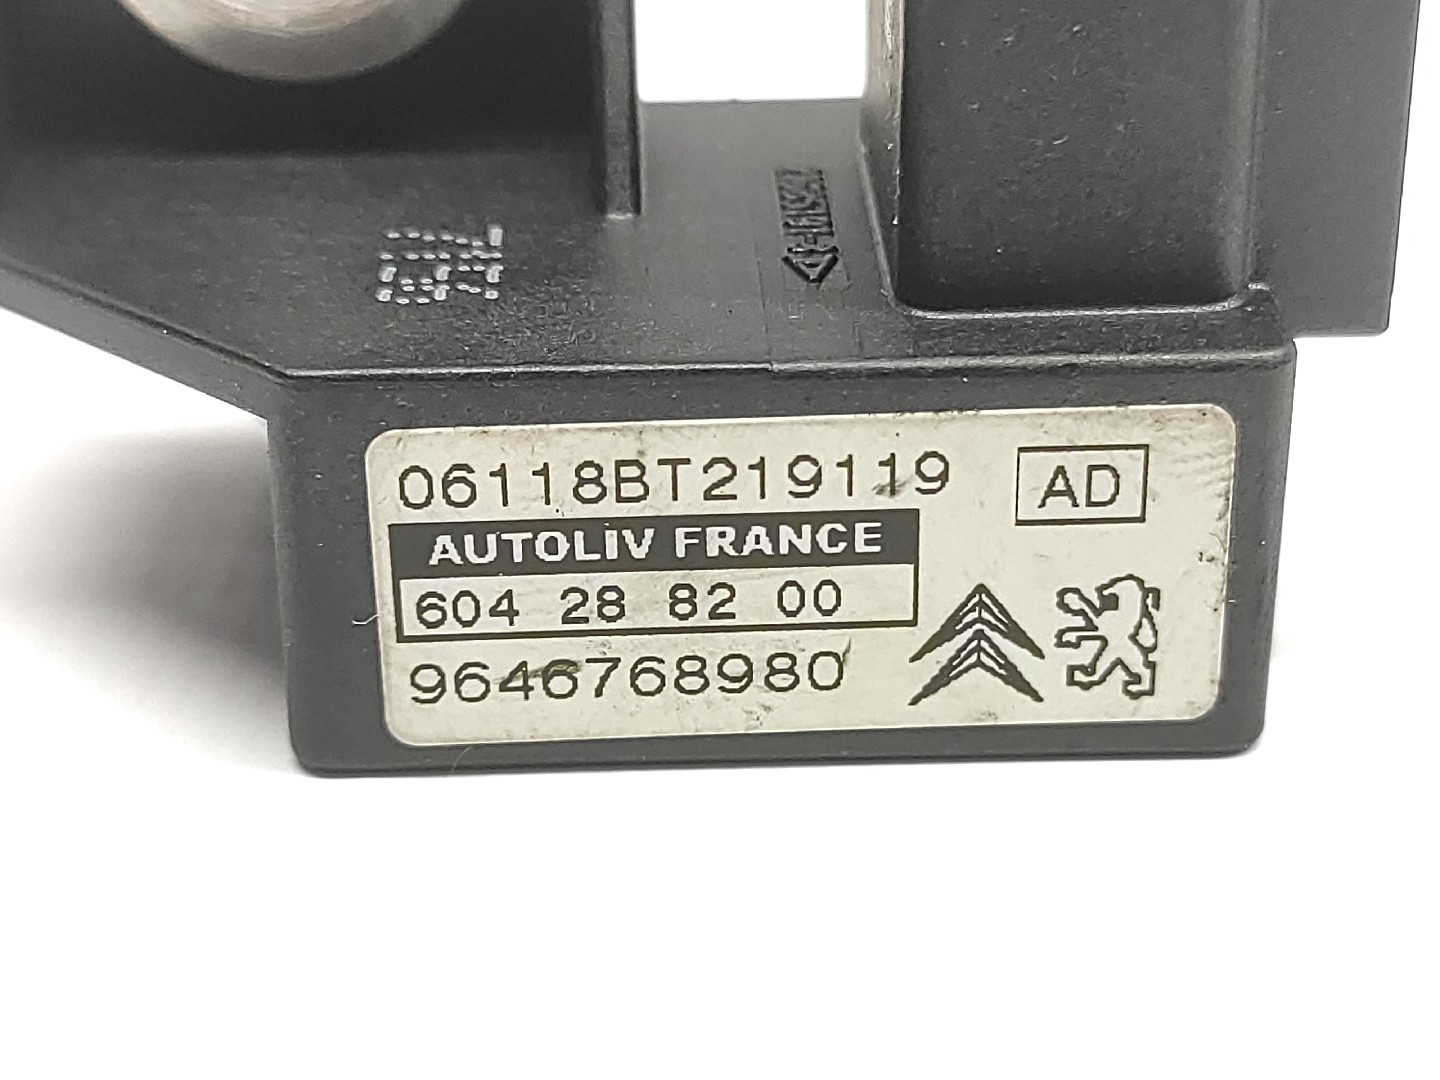 06118BT219119
AD
AUTOLIV FRANCE
604 28 82 00
9646768980